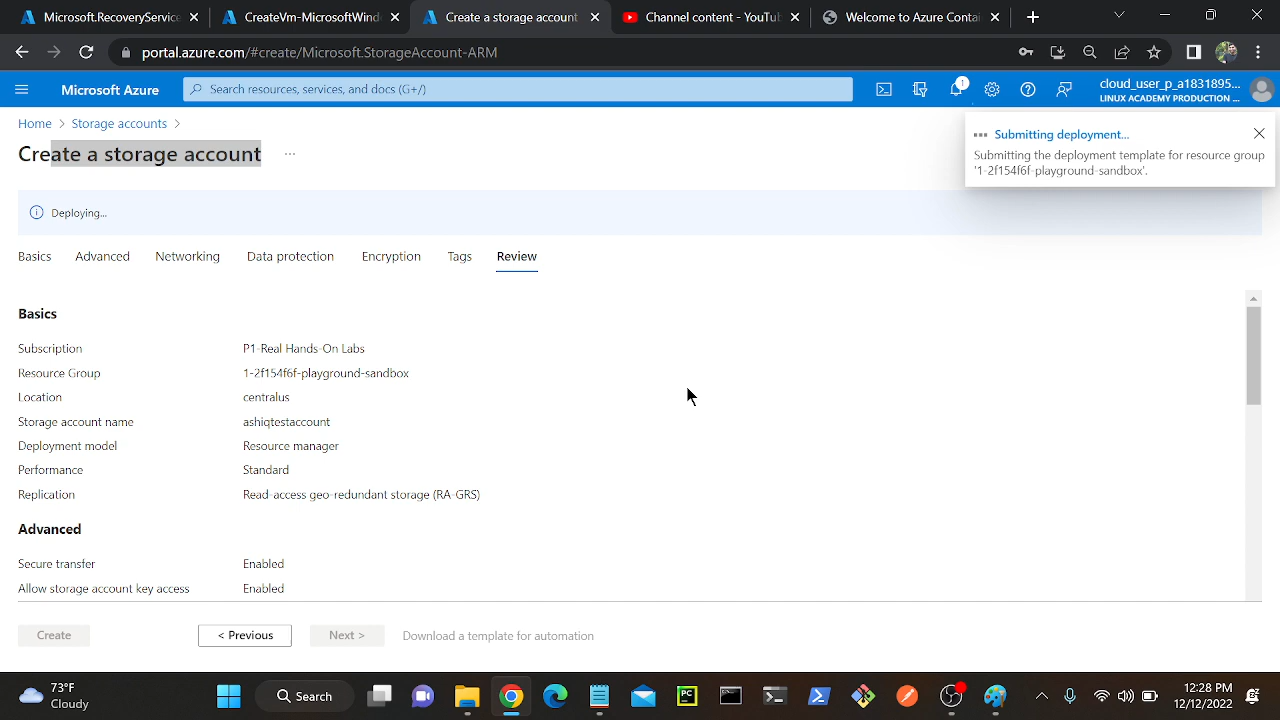 Microsoft.RecoveryService
CreateVm-MicrosoftWindo
Create a storage account
Channel content - YouTub
Welcome to Azure Contai
portal.azure.com/#create/Microsoft.StorageAccount-ARM
Microsoft Azure
Search resources, services, and docs (G+/)
1
cloud_user_p_a1831895...
LINUX ACADEMY PRODUCTION ...
Home > Storage accounts >
Create a storage account ...
Submitting deployment...
Submitting the deployment template for resource group
'1-2f154f6f-playground-sandbox'.
Deploying...
Basics Advanced Networking Data protection Encryption Tags Review
Basics
Subscription P1-Real Hands-On Labs
Resource Group 1-2f154f6f-playground-sandbox
Location centralus
Storage account name ashiqtestaccount
Deployment model Resource manager
Performance Standard
Replication Read-access geo-redundant storage (RA-GRS)
Advanced
Secure transfer Enabled
Allow storage account key access Enabled
Create < Previous Next > Download a template for automation
73°F
Cloudy
Search
PC
12:28 PM
12/12/2022